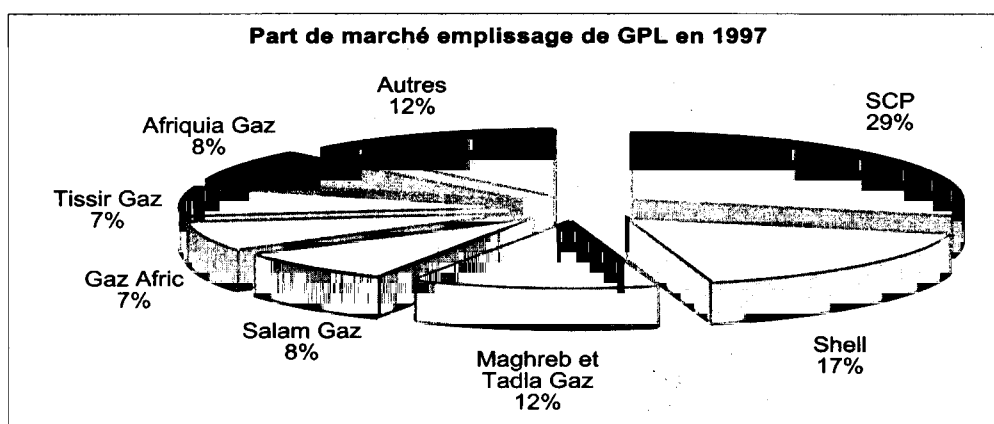 Part de marché emplissage de GPL en 1997
Autres
12%
SCP
29%
Afriquia Gaz
8%
Tissir Gaz
7%
Gaz Afric
7%
Salam Gaz
8%
Maghreb et
Tadla Gaz
12%
Shell
17%